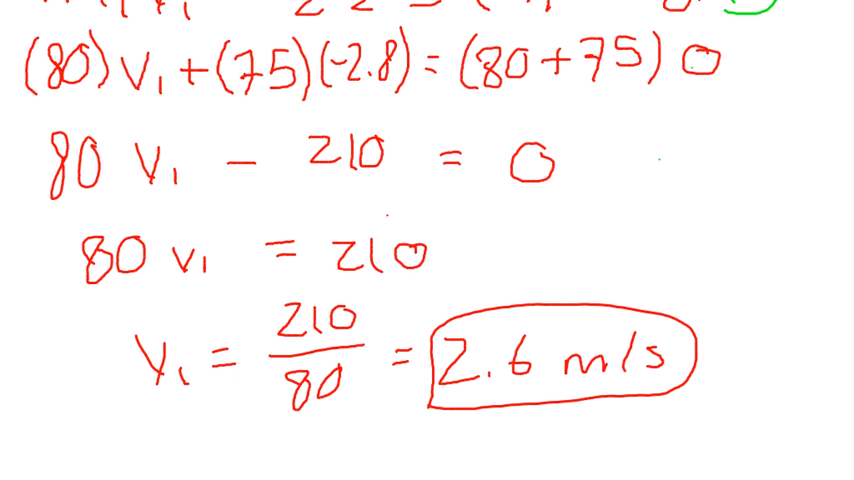 (80) v₁ + (75)(-2.8) = (80 + 75) 0
80 v₁ - 210 = 0
80 v₁ = 210
v₁ = 210/80 = 2.6 m/s